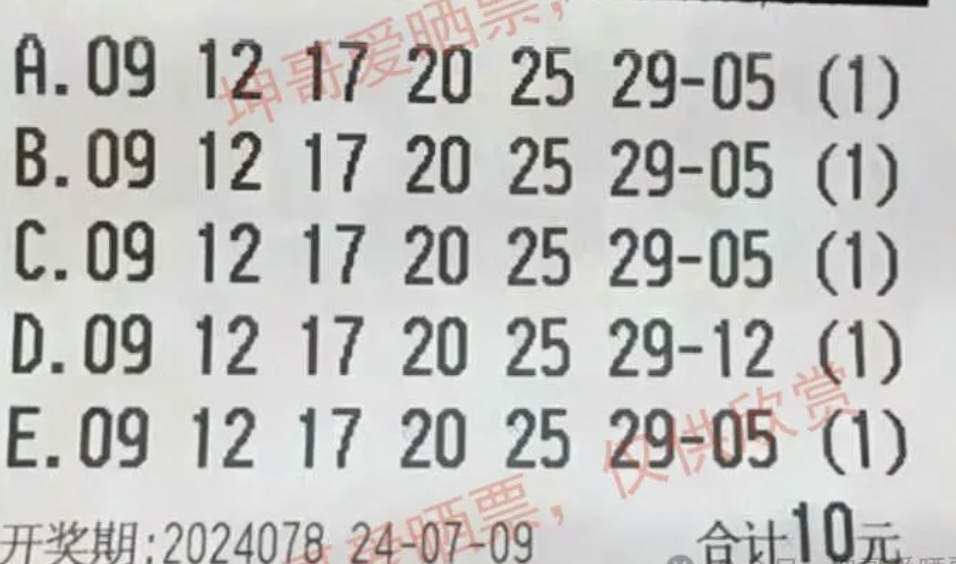 坤哥爱晒票，
A.09 12 17 20 25 29-05 (1)
B.09 12 17 20 25 29-05 (1)
C.09 12 17 20 25 29-05 (1)
D.09 12 17 20 25 29-12 (1)
E.09 12 17 20 25 29-05 (1)
仅供欣赏
爱晒票，
开奖期:2024078 24-07-09 合计10元